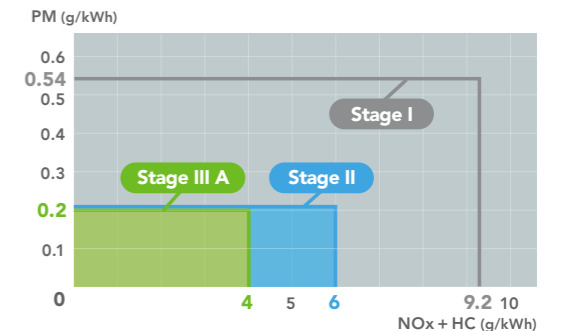 PM (g/kWh)
0.6
0.54
0.5
Stage I
0.4
0.3
Stage III A
Stage II
0.2
0.1
0
4
5
6
9.2
10
NOx + HC (g/kWh)